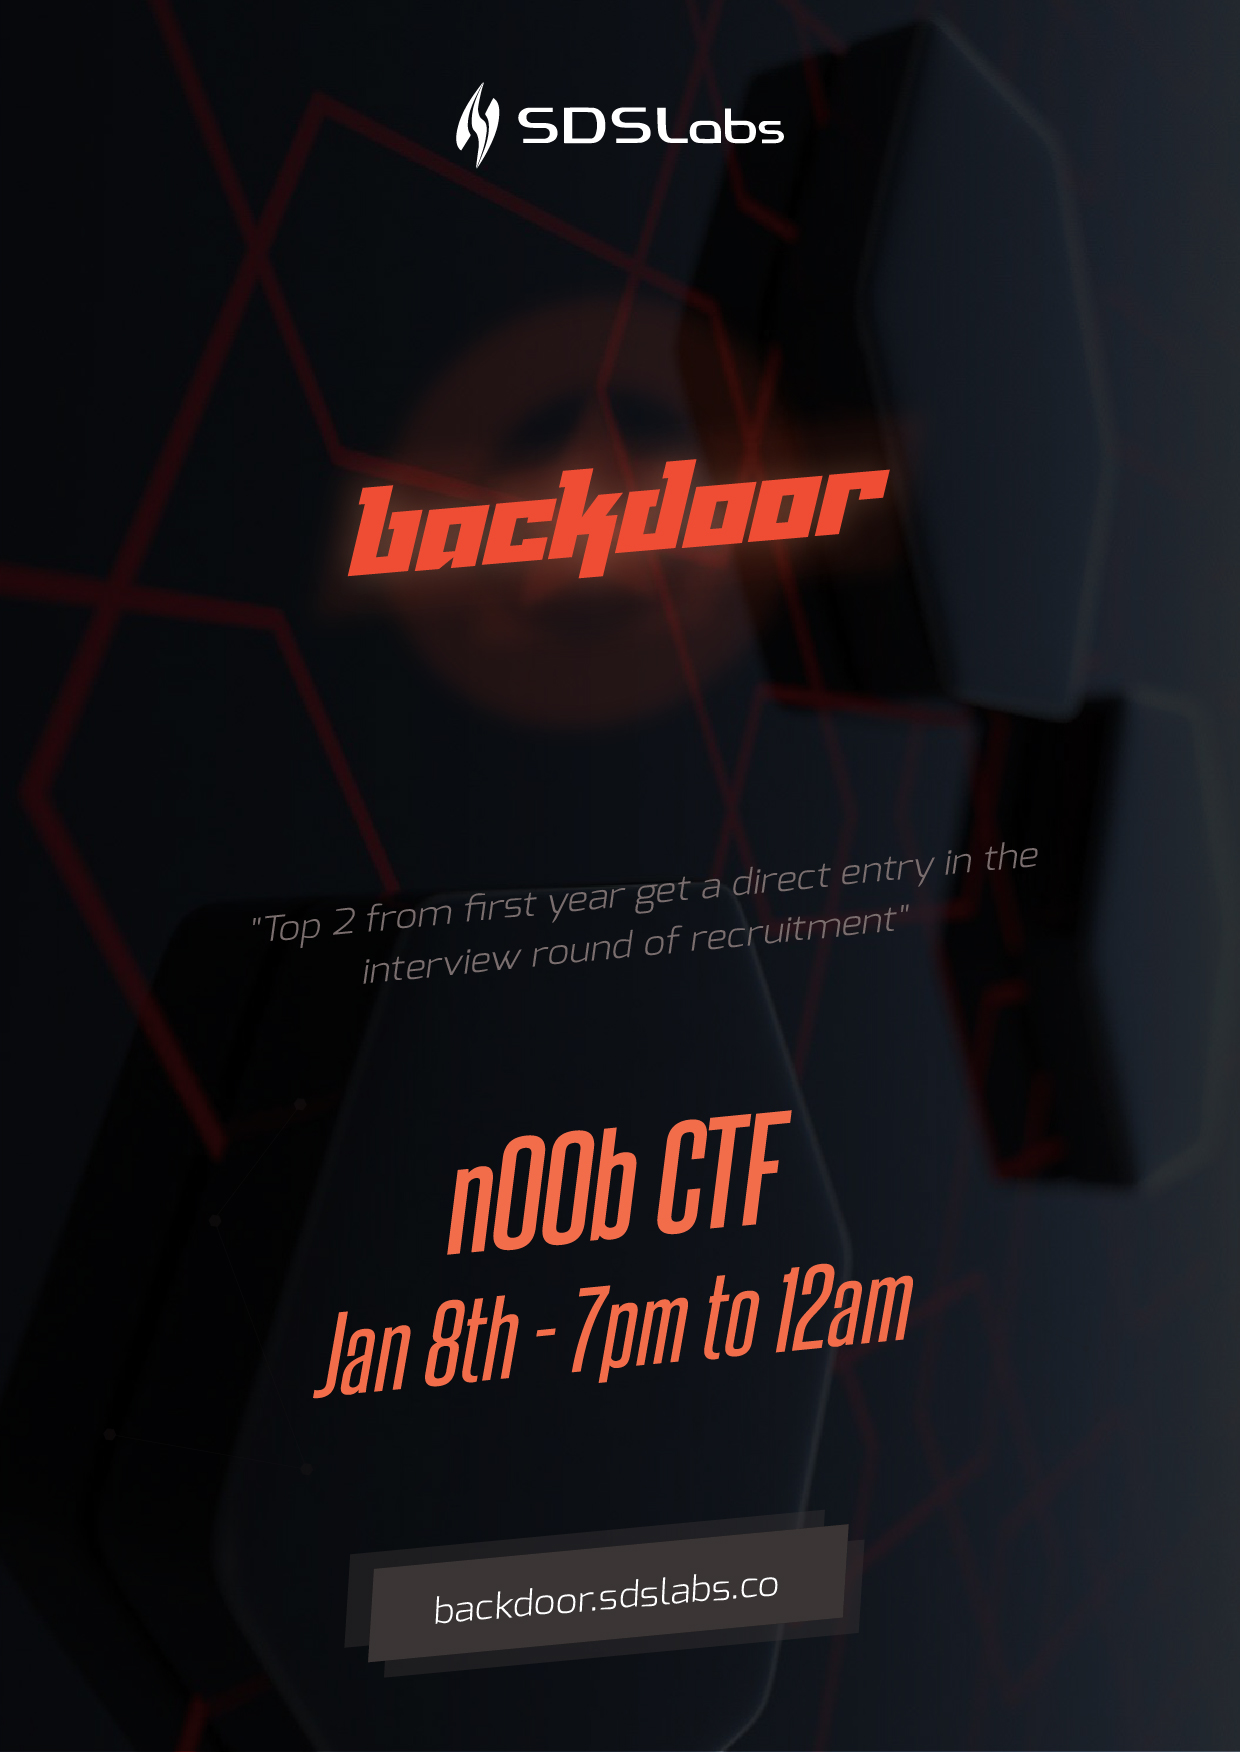 SDSLabs
backdoor
"Top 2 from first year get a direct entry in the
interview round of recruitment"
n00b CTF
Jan 8th - 7pm to 12am
backdoor.sdslabs.co